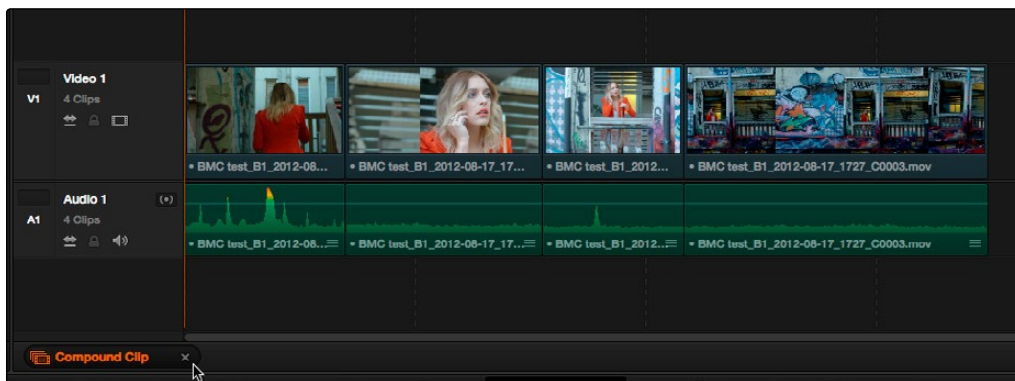 Video 1
V1
4 Clips
• BMC test_B1_2012-08... • BMC test_B1_2012-08-17_17... • BMC test_B1_2012... • BMC test_B1_2012-08-17_1727_C0003.mov
Audio 1
A1
4 Clips
• BMC test_B1_2012-08... • BMC test_B1_2012-08-17_17... • BMC test_B1_2012... • BMC test_B1_2012-08-17_1727_C0003.mov
Compound Clip